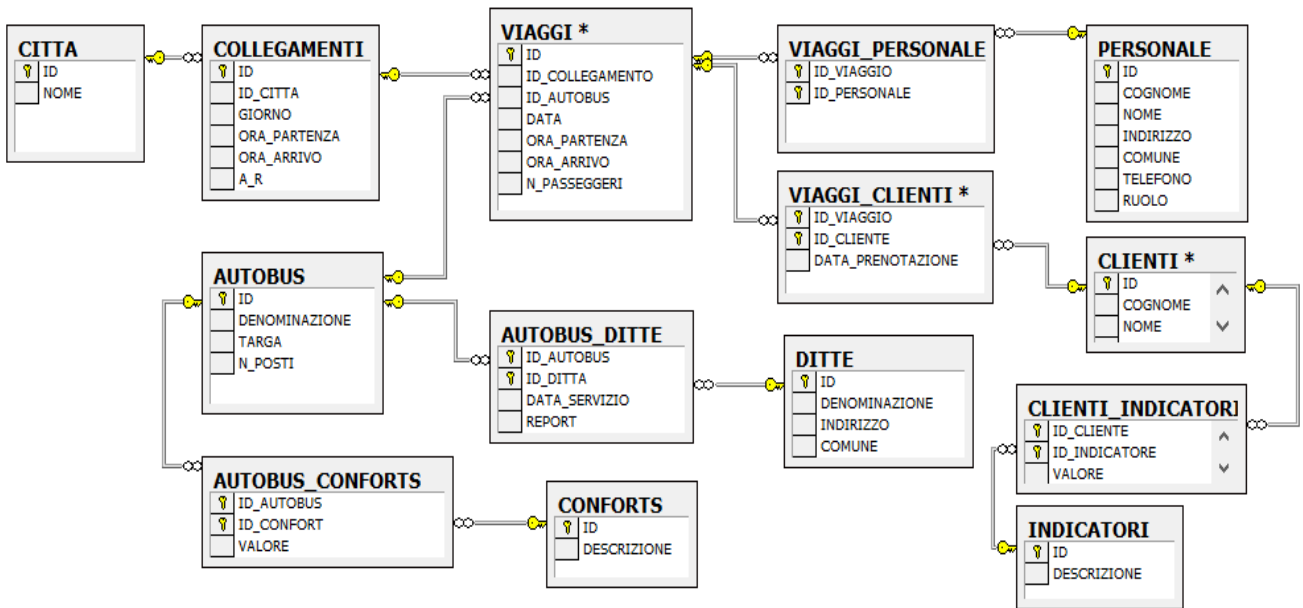 CITTA
ID
NOME
COLLEGAMENTI
ID
ID_CITTA
GIORNO
ORA_PARTENZA
ORA_ARRIVO
A_R
VIAGGI *
ID
ID_COLLEGAMENTO
ID_AUTOBUS
DATA
ORA_PARTENZA
ORA_ARRIVO
N_PASSEGGERI
VIAGGI_PERSONALE
ID_VIAGGIO
ID_PERSONALE
PERSONALE
ID
COGNOME
NOME
INDIRIZZO
COMUNE
TELEFONO
RUOLO
VIAGGI_CLIENTI *
ID_VIAGGIO
ID_CLIENTE
DATA_PRENOTAZIONE
CLIENTI *
ID
COGNOME
NOME
AUTOBUS
ID
DENOMINAZIONE
TARGA
N_POSTI
AUTOBUS_DITTE
ID_AUTOBUS
ID_DITTA
DATA_SERVIZIO
REPORT
DITTE
ID
DENOMINAZIONE
INDIRIZZO
COMUNE
CLIENTI_INDICATORI
ID_CLIENTE
ID_INDICATORE
VALORE
AUTOBUS_CONFORTS
ID_AUTOBUS
ID_CONFORT
VALORE
CONFORTS
ID
DESCRIZIONE
INDICATORI
ID
DESCRIZIONE